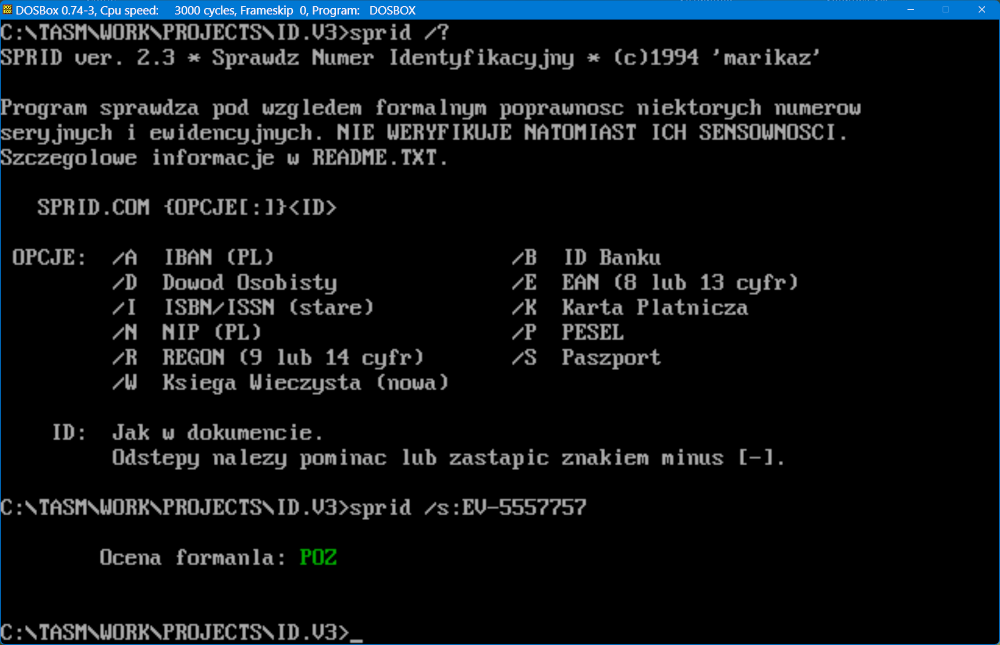 DOSBox 0.74-3, Cpu speed: 3000 cycles, Frameskip 0, Program: DOSBOX
C:\TASM\WORK\PROJECTS\ID.V3>sprid /?
SPRID ver. 2.3 * Sprawdz Numer Identyfikacyjny * (c)1994 'marikaz'
Program sprawdza pod wzgledem formalnym poprawnosc niektorych numerow
seryjnych i ewidencyjnych. NIE WERYFIKUJE NATOMIAST ICH SENSOWNOSCI.
Szczegolowe informacje w README.TXT.
SPRID.COM {OPCJE[:]}<ID>
OPCJE: /A IBAN (PL) /B ID Banku
/D Dowod Osobisty /E EAN (8 lub 13 cyfr)
/I ISBN/ISSN (stare) /K Karta Platnicza
/N NIP (PL) /P PESEL
/R REGON (9 lub 14 cyfr) /S Paszport
/W Ksiega Wieczysta (nowa)
ID: Jak w dokumencie.
Odstepy nalezy pominac lub zastapic znakiem minus [-].
C:\TASM\WORK\PROJECTS\ID.V3>sprid /s:EV-5557757
Ocena formanla: POZ
C:\TASM\WORK\PROJECTS\ID.V3>_